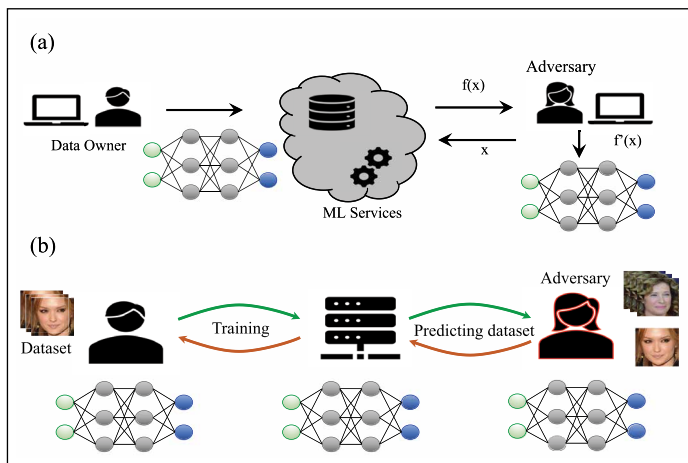 (a)
Data Owner
ML Services
f(x)
x
Adversary
f'(x)
(b)
Dataset
Training
Predicting dataset
Adversary